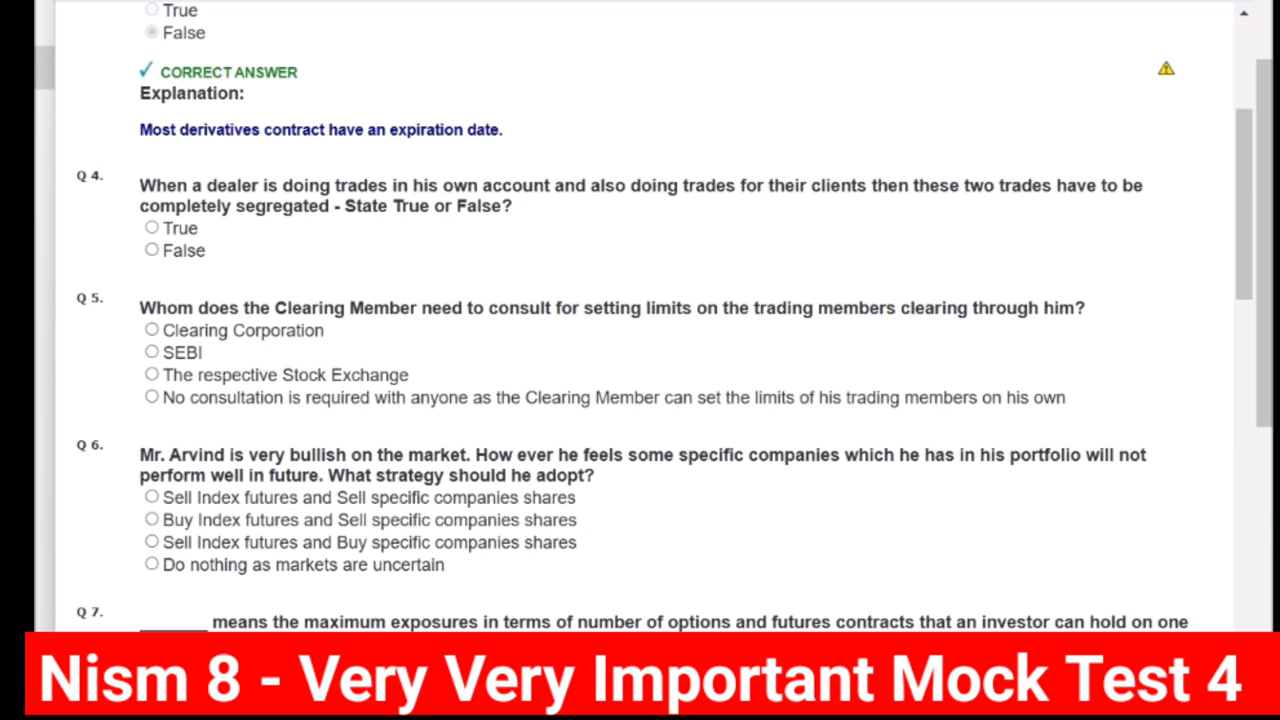 True
False
✓ CORRECT ANSWER
Explanation:
Most derivatives contract have an expiration date.
Q 4.
When a dealer is doing trades in his own account and also doing trades for their clients then these two trades have to be
completely segregated - State True or False?
True
False
Q 5.
Whom does the Clearing Member need to consult for setting limits on the trading members clearing through him?
Clearing Corporation
SEBI
The respective Stock Exchange
No consultation is required with anyone as the Clearing Member can set the limits of his trading members on his own
Q 6.
Mr. Arvind is very bullish on the market. How ever he feels some specific companies which he has in his portfolio will not
perform well in future. What strategy should he adopt?
Sell Index futures and Sell specific companies shares
Buy Index futures and Sell specific companies shares
Sell Index futures and Buy specific companies shares
Do nothing as markets are uncertain
Q 7.
_______ means the maximum exposures in terms of number of options and futures contracts that an investor can hold on one
Nism 8 - Very Very Important Mock Test 4